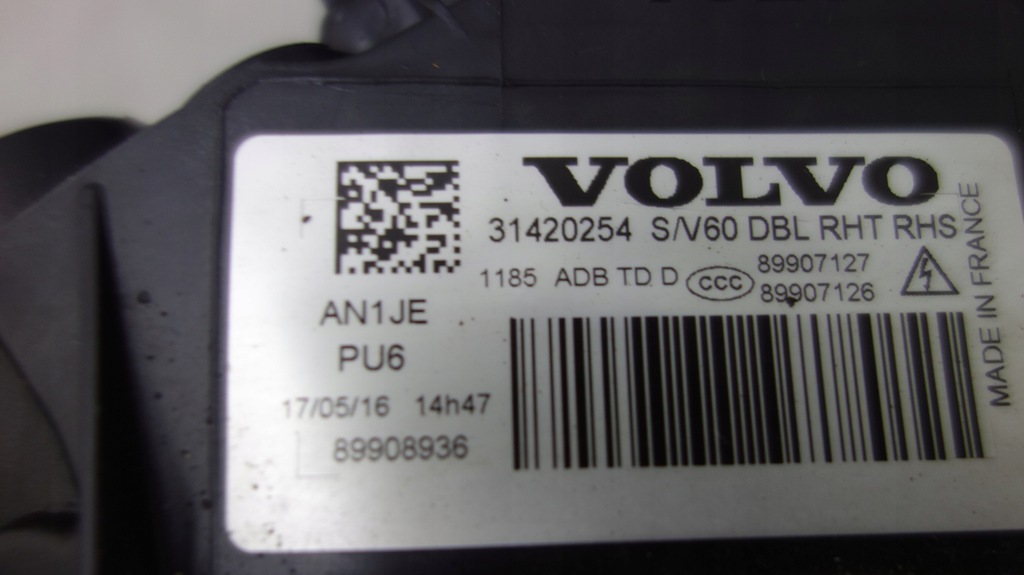 VOLVO
31420254 S/V60 DBL RHT RHS
1185 ADB TD D CCC 89907127
89907126
MADE IN FRANCE
AN1JE
PU6
17/05/16 14h47
89908936